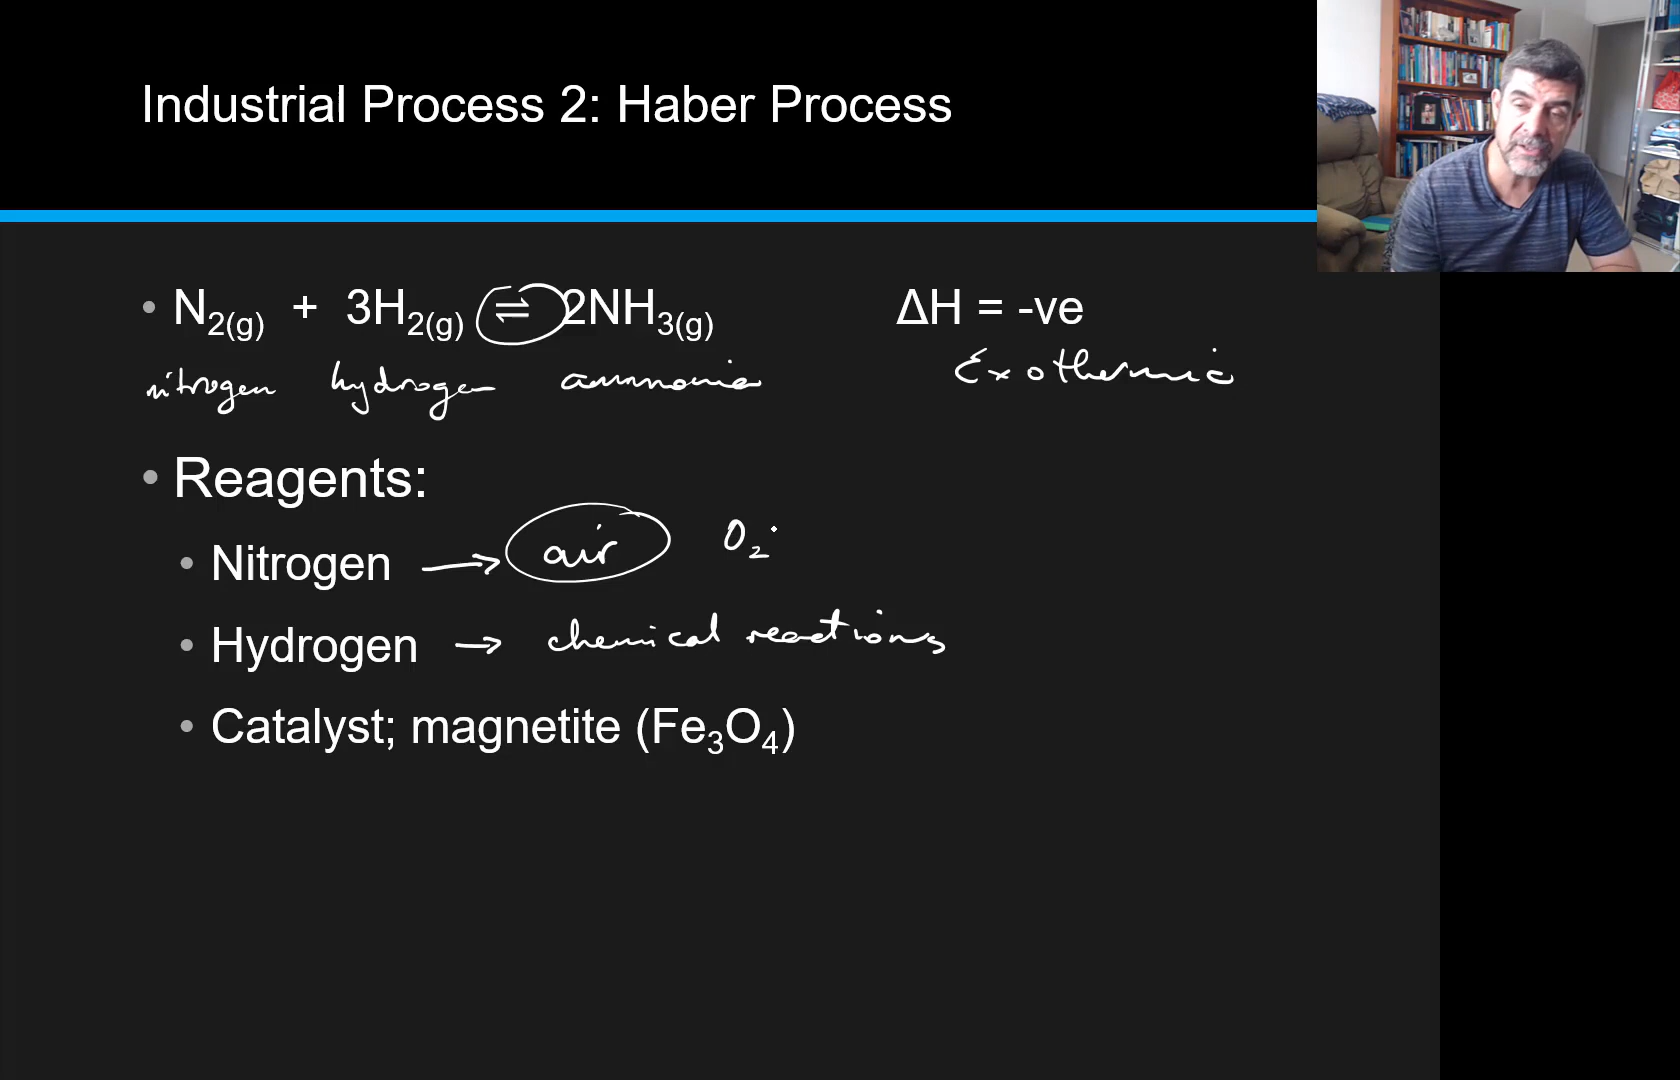 Industrial Process 2: Haber Process
• N2(g) + 3H2(g) ⇌ 2NH3(g) ΔH = -ve
nitrogen hydrogen ammonia Exothermic
• Reagents:
• Nitrogen → air O2
• Hydrogen → chemical reactions
• Catalyst; magnetite (Fe3O4)